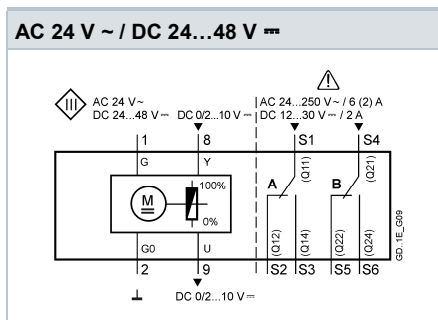 AC 24 V ~ / DC 24...48 V ⎓
AC 24 V~
DC 24...48 V ⎓
DC 0/2...10 V ⎓
AC 24...250 V~ / 6 (2) A
DC 12...30 V ⎓ / 2 A
1 8 S1 S4
G Y (Q11) (Q21)
M
100%
0%
A B
G0 U (Q12) (Q14) (Q22) (Q24)
2 9 S2 S3 S5 S6
DC 0/2...10 V ⎓
GD..1E_G09